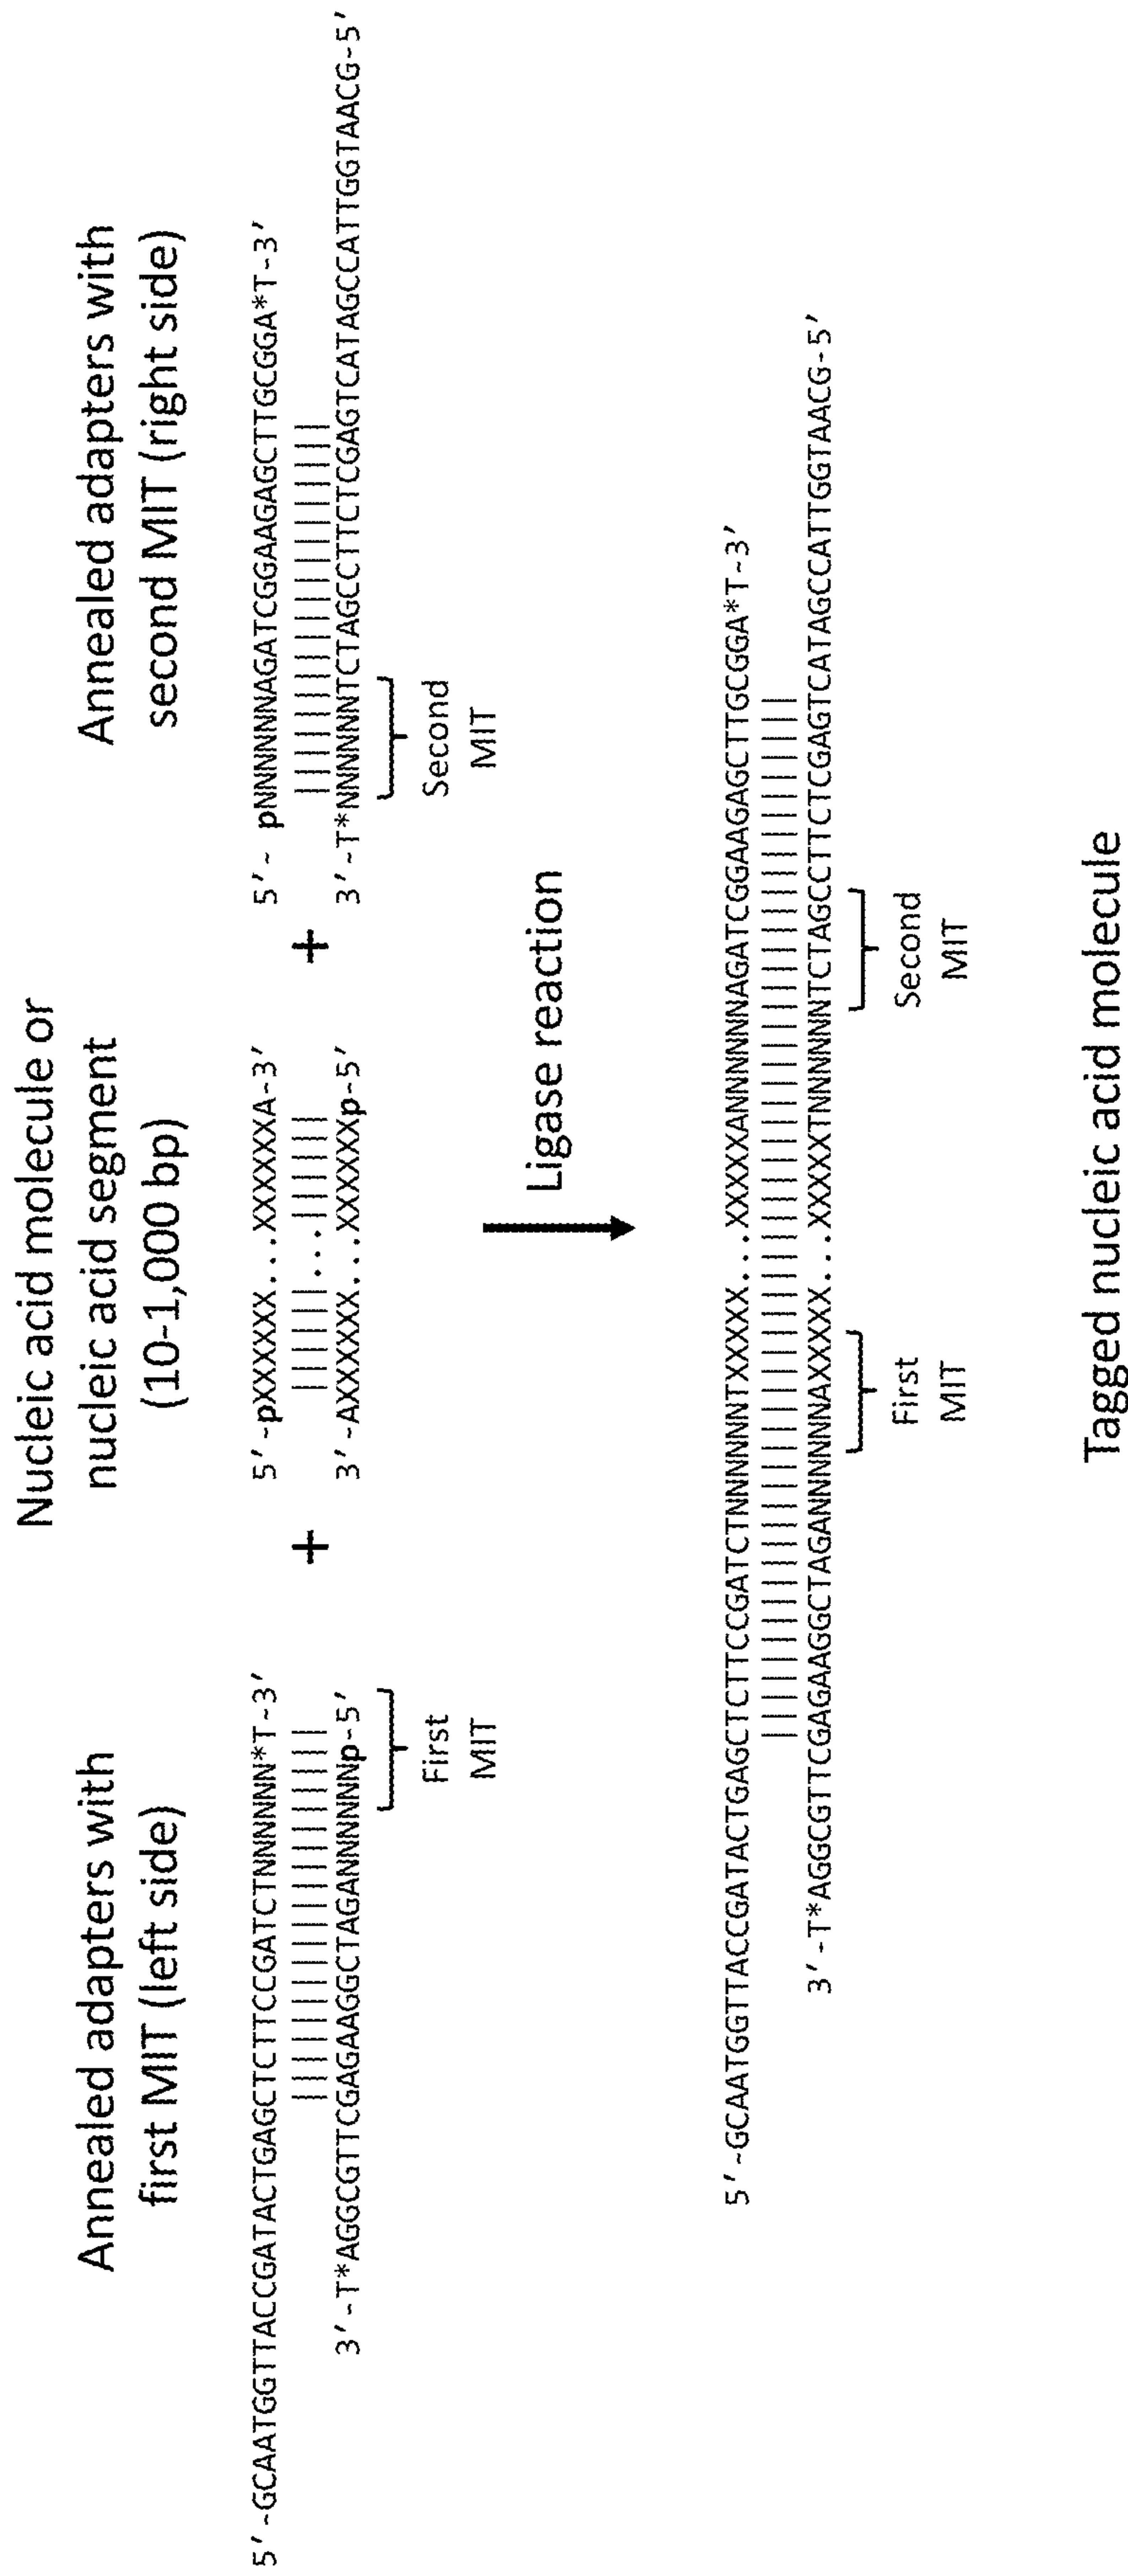 Annealed adapters with
first MIT (left side)
5'-GCAATGGTTACCGATACTGAGCTCTTCCGATCTNNNNNN*T-3'
3'-T*AGGCGTTCGAGAAGGCTAGANNNNNNp-5'
First
MIT
+
Nucleic acid molecule or
nucleic acid segment
(10-1,000 bp)
5'-pXXXXXX...XXXXXXA-3'
3'-AXXXXXX...XXXXXXp-5'
+
Annealed adapters with
second MIT (right side)
5'- pNNNNNNAGATCGGAAGAGCTTGCGGA*T-3'
3'-T*NNNNNNTCTAGCCTTCTCGAGTCATAGCCATTGGTAACG-5'
Second
MIT
Ligase reaction
5'-GCAATGGTTACCGATACTGAGCTCTTCCGATCTNNNNNNTXXXXX...XXXXXANNNNNNAGATCGGAAGAGCTTGCGGA*T-3'
3'-T*AGGCGTTCGAGAAGGCTAGANNNNNNAXXXX...XXXXTNNNNNNTCTAGCCTTCTCGAGTCATAGCCATTGGTAACG-5'
First
MIT
Second
MIT
Tagged nucleic acid molecule